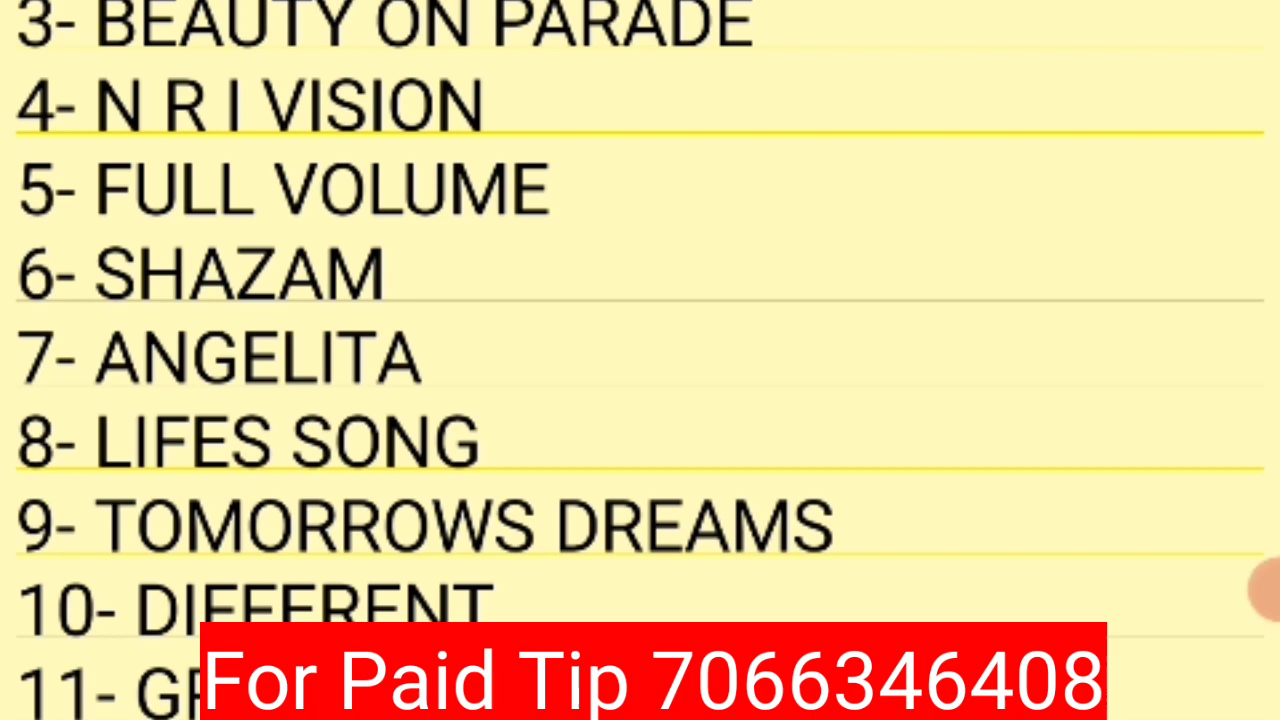 3- BEAUTY ON PARADE
4- N R I VISION
5- FULL VOLUME
6- SHAZAM
7- ANGELITA
8- LIFES SONG
9- TOMORROWS DREAMS
10- DIFFERENT
11-
For Paid Tip 7066346408